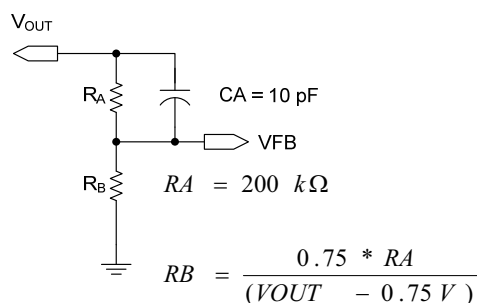 VOUT
RA
CA = 10 pF
VFB
RB
RA = 200 kΩ
RB = 0.75 * RA / (VOUT - 0.75 V)